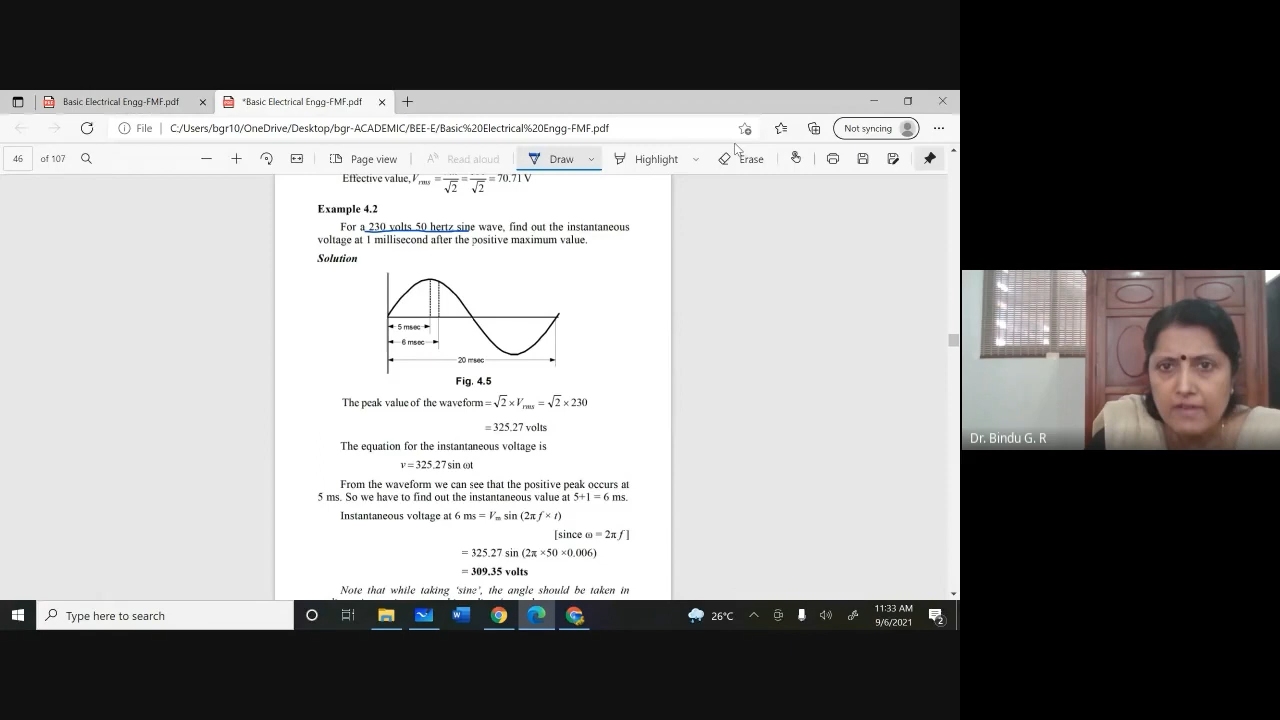 Basic Electrical Engg-FMF.pdf
*Basic Electrical Engg-FMF.pdf
File C:/Users/bgr10/OneDrive/Desktop/bgr-ACADEMIC/BEE-E/Basic%20Electrical%20Engg-FMF.pdf Not syncing
46 of 107 Page view Read aloud Draw Highlight Erase
Effective value, Vrms = √2 = √2 = 70.71 V
Example 4.2
For a 230 volts 50 hertz sine wave, find out the instantaneous
voltage at 1 millisecond after the positive maximum value.
Solution
5 msec
6 msec
20 msec
Fig. 4.5
The peak value of the waveform = √2 × Vrms = √2 × 230
= 325.27 volts
The equation for the instantaneous voltage is
v = 325.27 sin ωt
From the waveform we can see that the positive peak occurs at
5 ms. So we have to find out the instantaneous value at 5+1 = 6 ms.
Instantaneous voltage at 6 ms = Vm sin (2π f × t)
[since ω = 2π f ]
= 325.27 sin (2π ×50 ×0.006)
= 309.35 volts
Note that while taking 'sine', the angle should be taken in
Dr. Bindu G. R
Type here to search
26°C
11:33 AM
9/6/2021
2